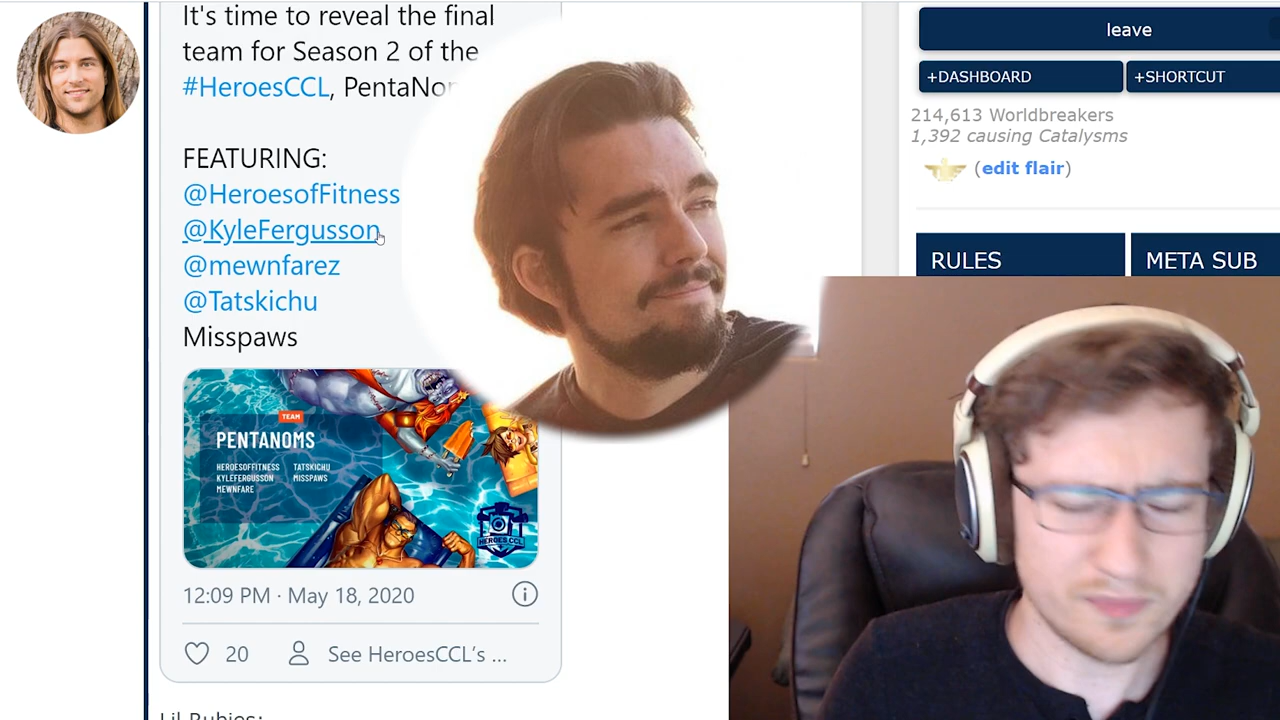 It's time to reveal the final
team for Season 2 of the
#HeroesCCL, PentaNo
FEATURING:
@HeroesofFitness
@KyleFergusson
@mewnfarez
@Tatskichu
Misspaws
TEAM
PENTANOMS
HEROESOFFITNESS
KYLEFERGUSSON
MEWNFARE
TATSKICHU
MISSPAWS
HEROES CCL
12:09 PM · May 18, 2020
20
See HeroesCCL's ...
Lil Rubies:
leave
+DASHBOARD
+SHORTCUT
214,613 Worldbreakers
1,392 causing Catalysms
(edit flair)
RULES
META SUB